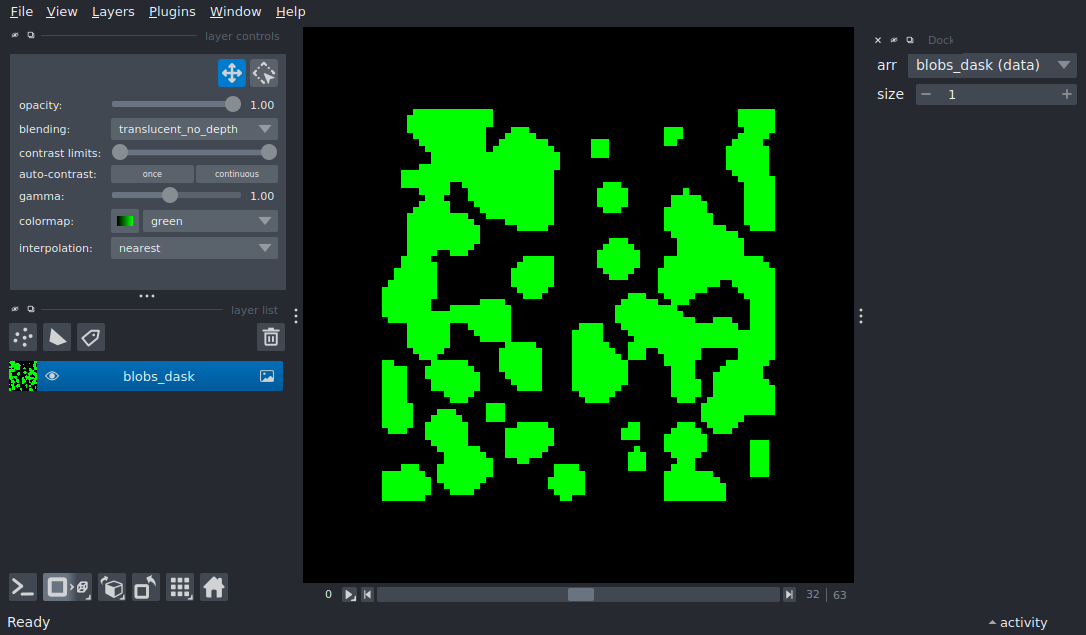 File View Layers Plugins Window Help
layer controls
opacity: 1.00
blending: translucent_no_depth
contrast limits:
auto-contrast: once continuous
gamma: 1.00
colormap: green
interpolation: nearest
layer list
blobs_dask
Dock
arr blobs_dask (data)
size 1
0 32 63
Ready
activity